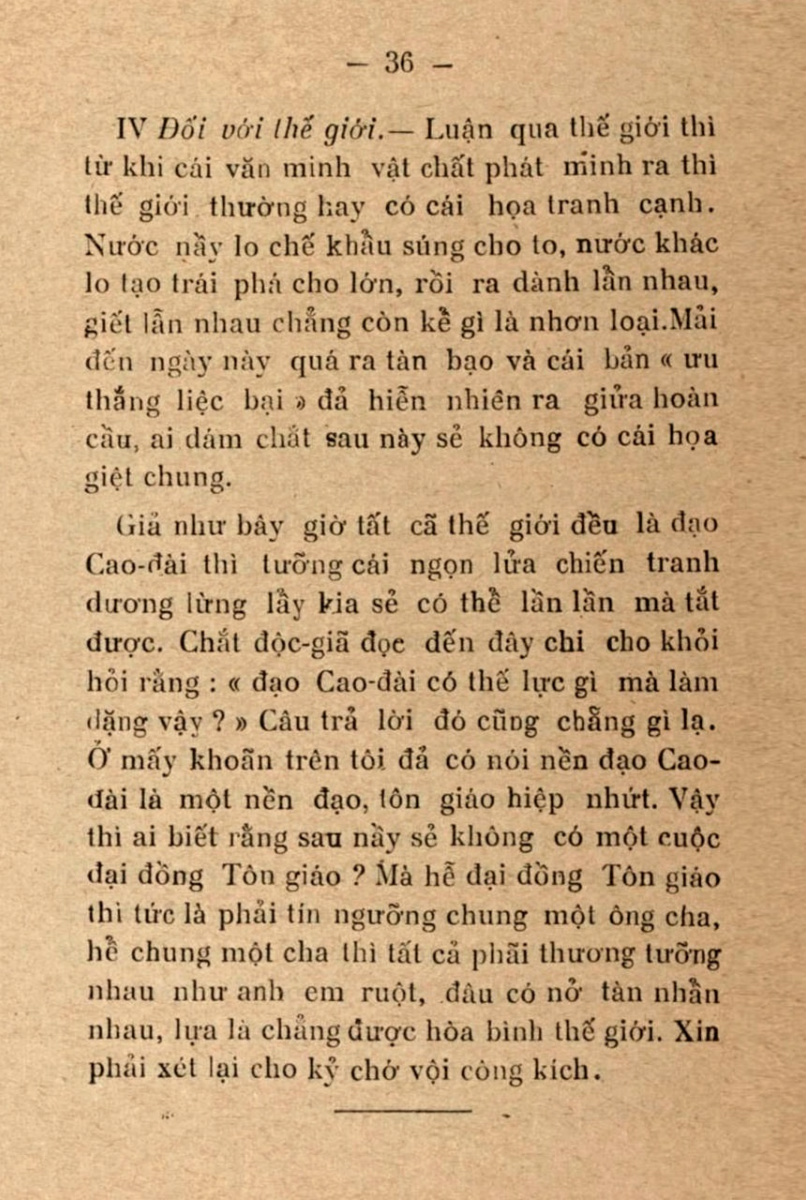 — 36 —
IV Đối với thế giới.— Luận qua thế giới thì
từ khi cái văn minh vật chất phát minh ra thì
thế giới thường hay có cái họa tranh cạnh.
Nước nầy lo chế khẩu súng cho to, nước khác
lo tạo trái phá cho lớn, rồi ra dành lẫn nhau,
giết lẫn nhau chẳng còn kể gì là nhơn loại.Mải
đến ngày này quá ra tàn bạo và cái bản « ưu
thắng liệc bại » đả hiển nhiên ra giửa hoàn
cầu, ai dám chắt sau này sẻ không có cái họa
giệt chung.
Giả như bây giờ tất cã thế giới đều là đạo
Cao-đài thì tưỡng cái ngọn lửa chiến tranh
dương lừng lẫy kia sẻ có thể lần lần mà tắt
được. Chắt độc-giã đọc đến đây chi cho khỏi
hỏi rằng : « đạo Cao-đài có thế lực gì mà làm
dặng vậy ? » Câu trả lời đó cũng chẵng gì lạ.
Ở mấy khoãn trên tôi đả có nói nền đạo Cao-
đài là một nền đạo, tôn giáo hiệp nhứt. Vậy
thì ai biết rằng sau nầy sẻ không có một cuộc
đại đồng Tôn giáo ? Mà hể đại đồng Tôn giáo
thì tức là phải tín ngưỡng chung một ông cha,
hể chung một cha thì tất cả phãi thương tưỡng
nhau như anh em ruột, đâu có nở tàn nhẫn
nhau, lựa là chẳng được hòa bình thế giới. Xin
phải xét lại cho kỷ chớ vội công kích.